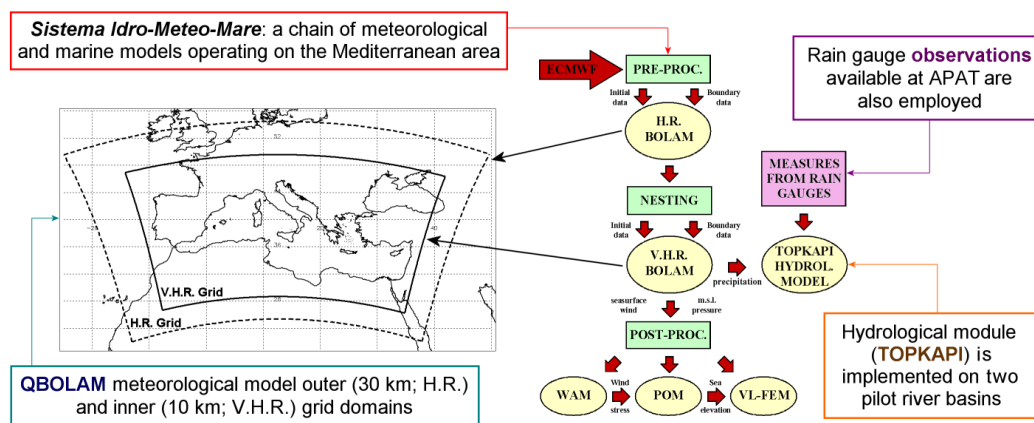 Sistema Idro-Meteo-Mare: a chain of meteorological
and marine models operating on the Mediterranean area
Rain gauge observations
available at APAT are
also employed
ECMWF
PRE-PROC.
Initial
data
Boundary
data
H.R.
BOLAM
NESTING
Initial
data
Boundary
data
V.H.R.
BOLAM
precipitation
MEASURES
FROM RAIN
GAUGES
TOPKAPI
HYDROL.
MODEL
seasurface
wind
m.s.l.
pressure
POST-PROC.
WAM
Wind
stress
POM
Sea
elevation
VL-FEM
52
36
40
V.H.R. Grid
H.R. Grid
QBOLAM meteorological model outer (30 km; H.R.)
and inner (10 km; V.H.R.) grid domains
Hydrological module
(TOPKAPI) is
implemented on two
pilot river basins